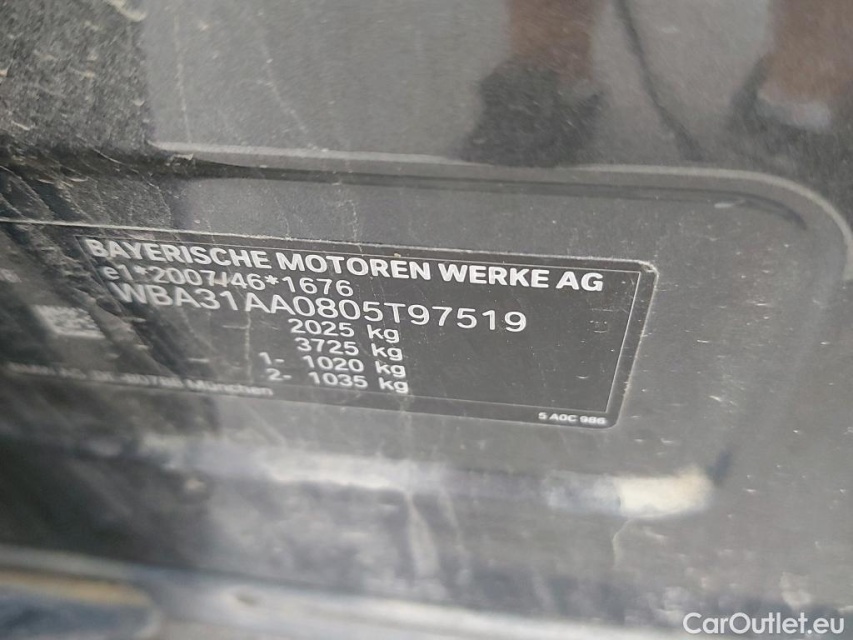 BAYERISCHE MOTOREN WERKE AG
e1*2007/46*1676
WBA31AA0805T97519
2025 kg
3725 kg
1- 1020 kg
2- 1035 kg
München
5 A0C 986
CarOutlet.eu